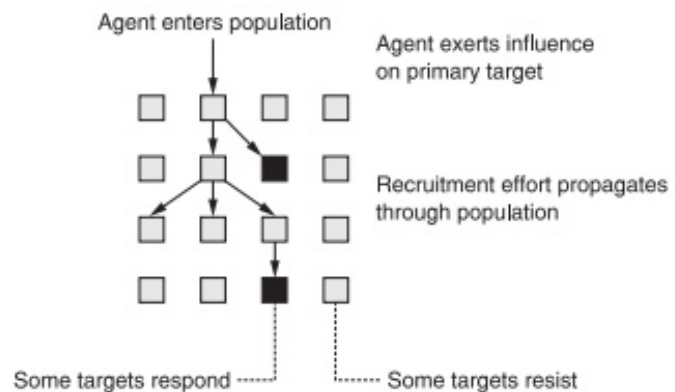 Agent enters population
Agent exerts influence
on primary target
Recruitment effort propagates
through population
Some targets respond
Some targets resist